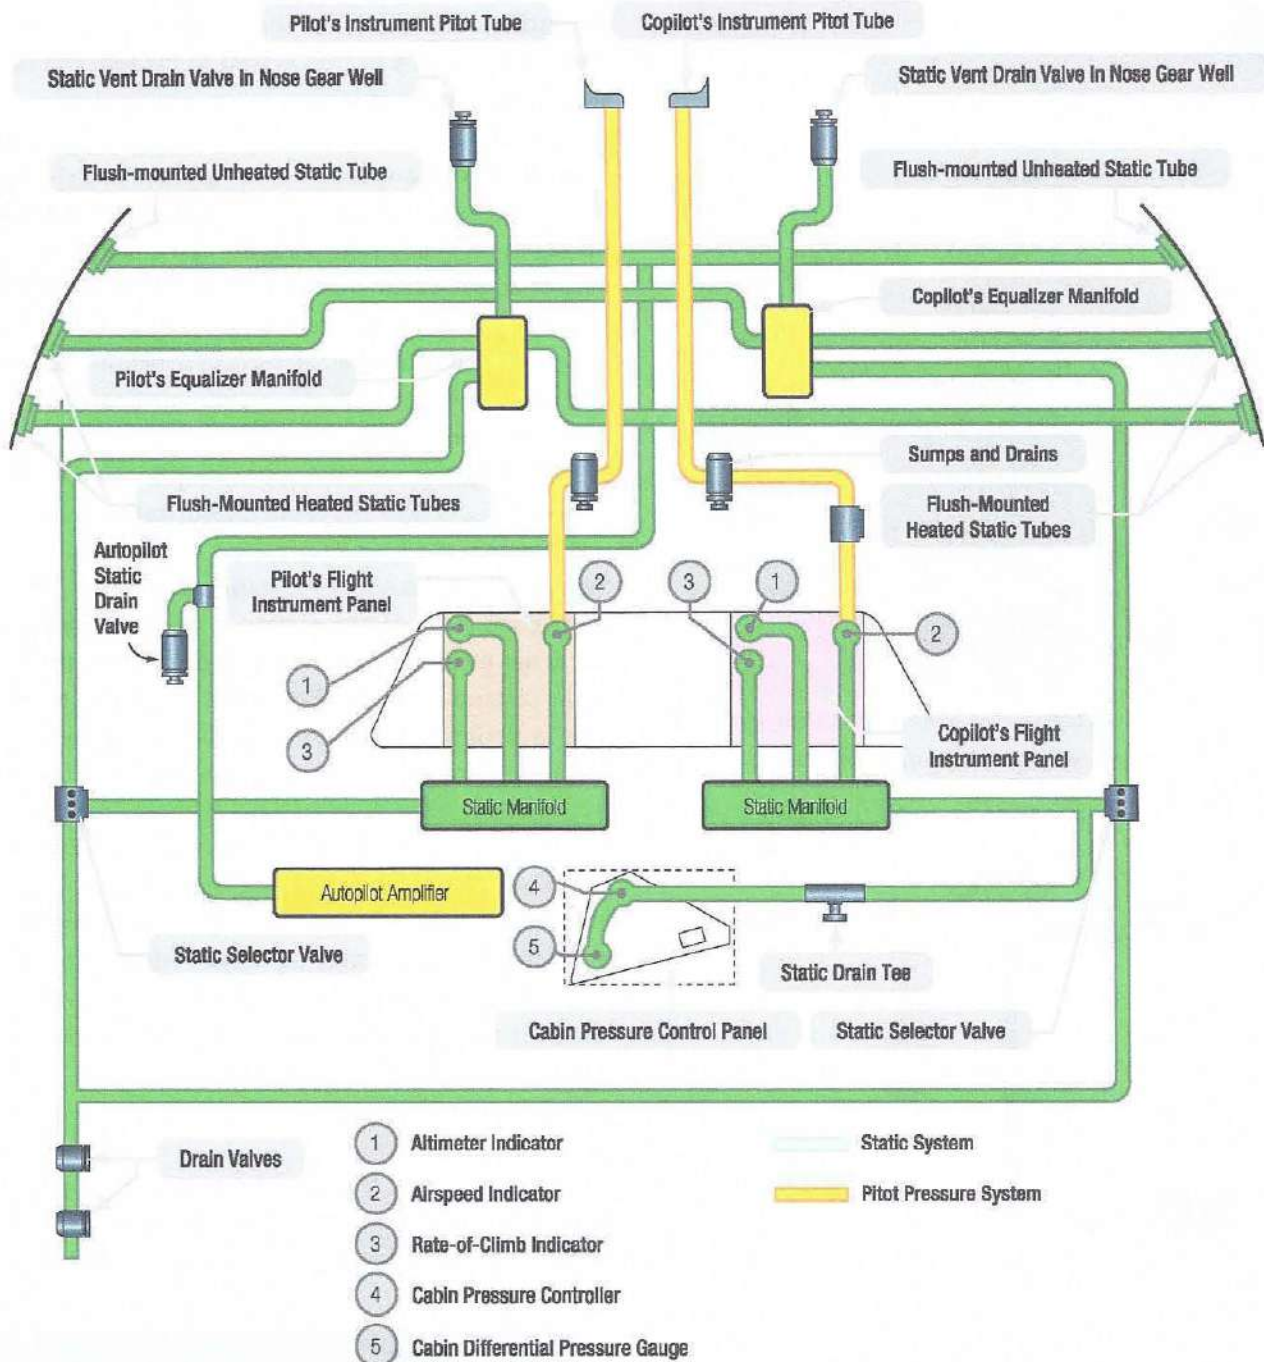 Pilot's Instrument Pitot Tube
Copilot's Instrument Pitot Tube
Static Vent Drain Valve In Nose Gear Well
Static Vent Drain Valve In Nose Gear Well
Flush-mounted Unheated Static Tube
Flush-mounted Unheated Static Tube
Copilot's Equalizer Manifold
Pilot's Equalizer Manifold
Sumps and Drains
Flush-Mounted Heated Static Tubes
Flush-Mounted
Heated Static Tubes
Autopilot
Static
Drain
Valve
Pilot's Flight
Instrument Panel
2
3
1
2
1
3
Copilot's Flight
Instrument Panel
Static Manifold
Static Manifold
Autopilot Amplifier
4
5
Static Selector Valve
Static Drain Tee
Cabin Pressure Control Panel
Static Selector Valve
Drain Valves
1 Altimeter Indicator
2 Airspeed Indicator
3 Rate-of-Climb Indicator
4 Cabin Pressure Controller
5 Cabin Differential Pressure Gauge
Static System
Pitot Pressure System